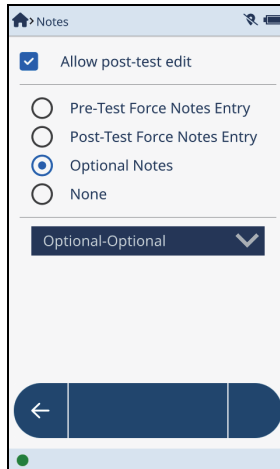 Notes
Allow post-test edit
Pre-Test Force Notes Entry
Post-Test Force Notes Entry
Optional Notes
None
Optional-Optional